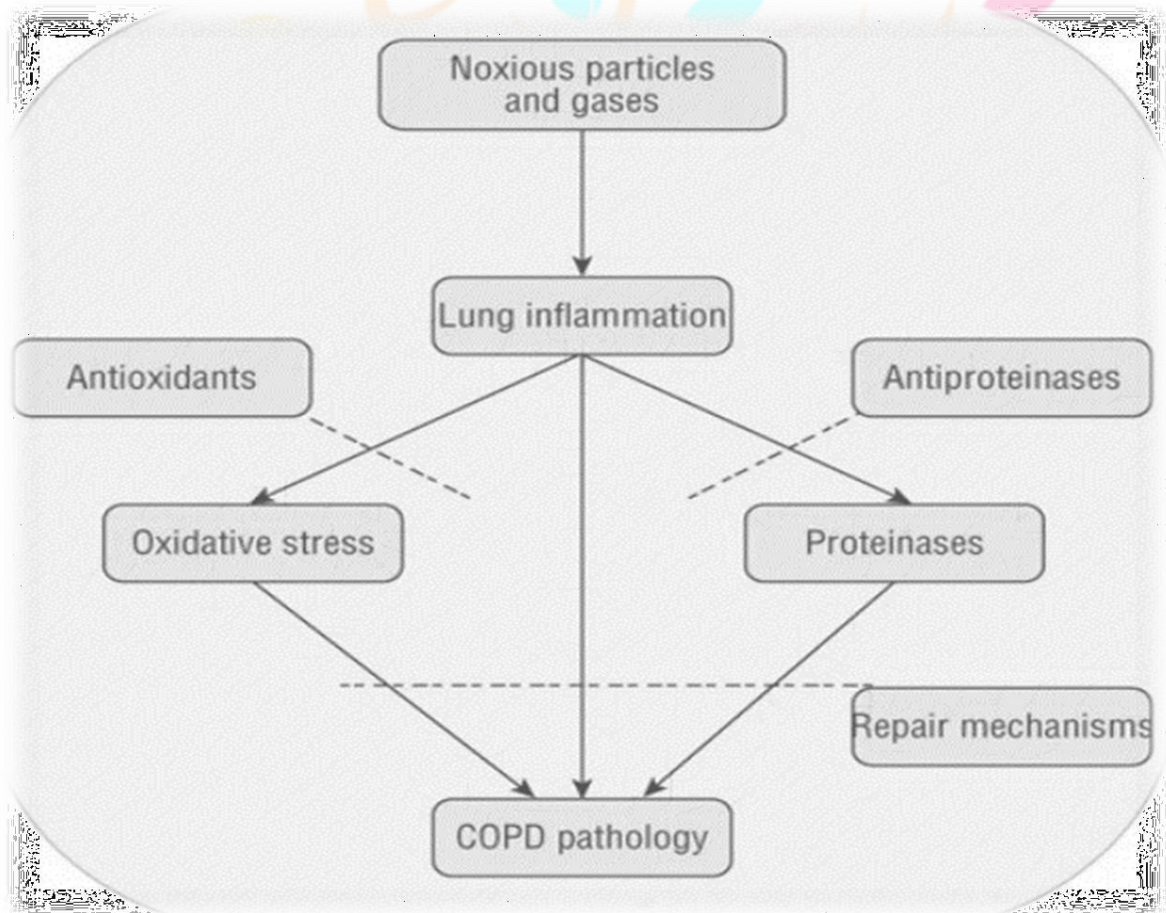 Noxious particles
and gases
Lung inflammation
Antioxidants
Antiproteinases
Oxidative stress
Proteinases
Repair mechanisms
COPD pathology